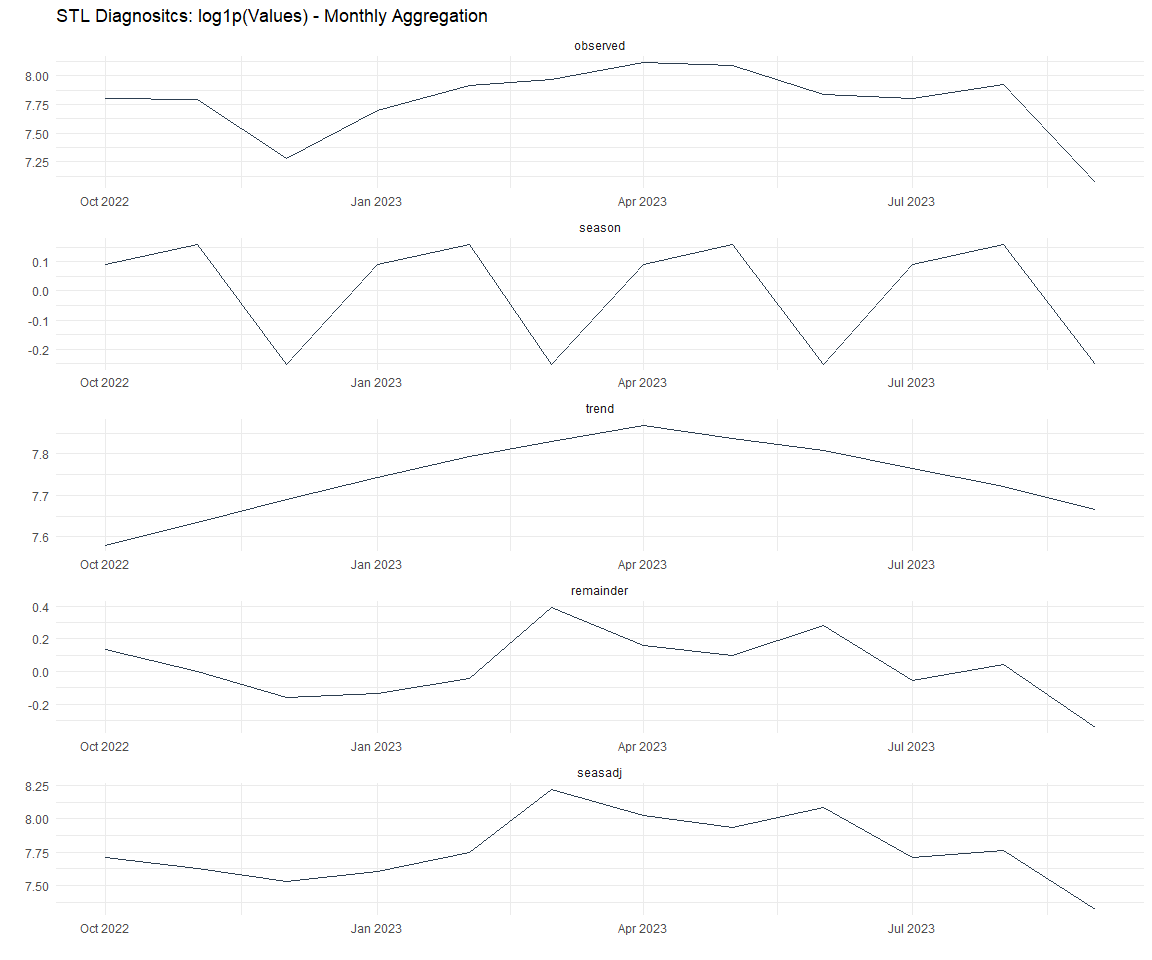 STL Diagnositcs: log1p(Values) - Monthly Aggregation
observed
8.00
7.75
7.50
7.25
Oct 2022 Jan 2023 Apr 2023 Jul 2023
season
0.1
0.0
-0.1
-0.2
Oct 2022 Jan 2023 Apr 2023 Jul 2023
trend
7.8
7.7
7.6
Oct 2022 Jan 2023 Apr 2023 Jul 2023
remainder
0.4
0.2
0.0
-0.2
Oct 2022 Jan 2023 Apr 2023 Jul 2023
seasadj
8.25
8.00
7.75
7.50
Oct 2022 Jan 2023 Apr 2023 Jul 2023